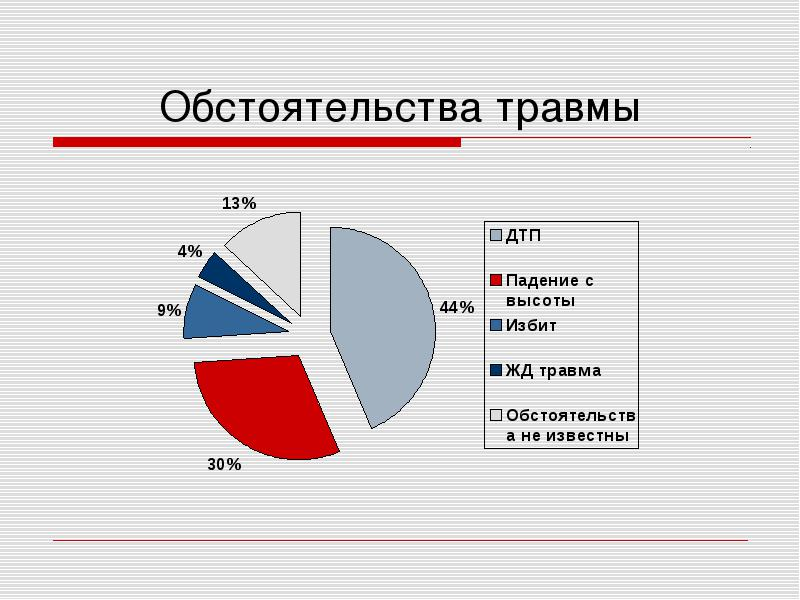 Обстоятельства травмы
13%
4%
9%
44%
30%
ДТП
Падение с
высоты
Избит
ЖД травма
Обстоятельств
а не известны